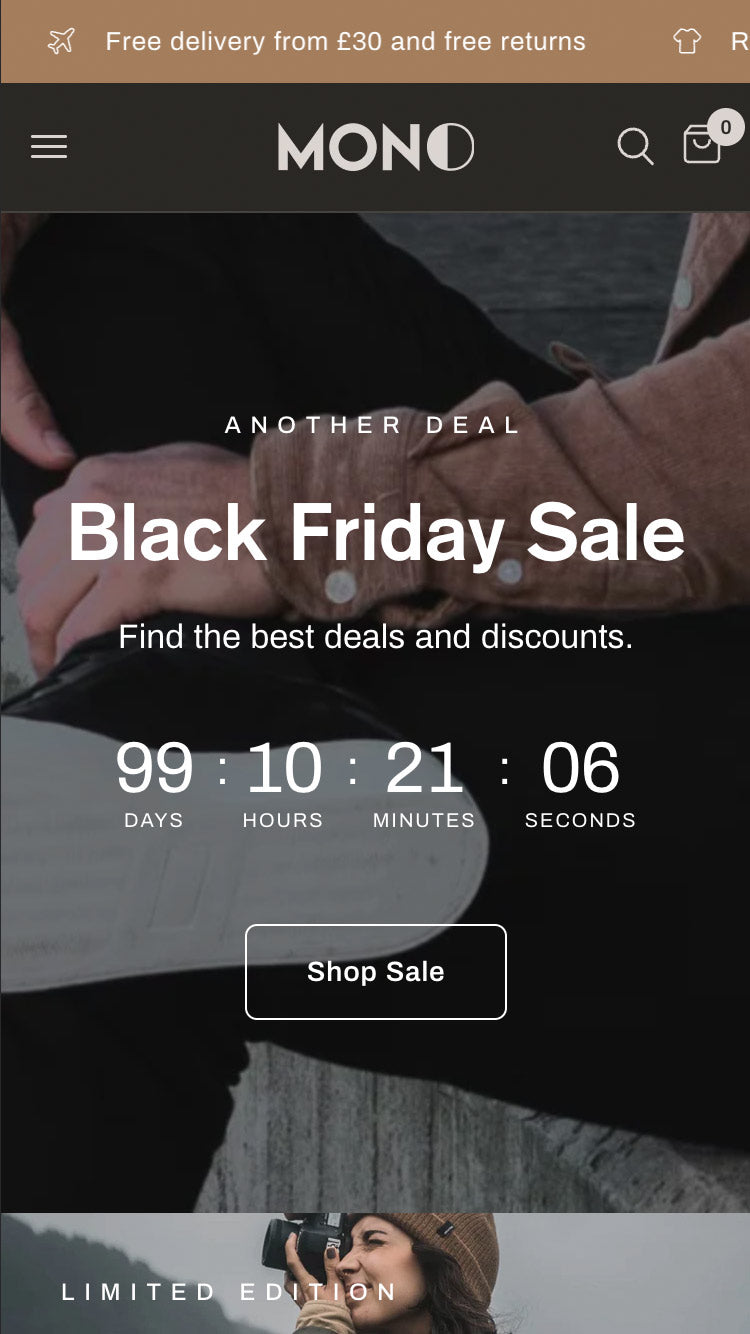 Free delivery from £30 and free returns R
MONO
0
ANOTHER DEAL
Black Friday Sale
Find the best deals and discounts.
99 : 10 : 21 : 06
DAYS HOURS MINUTES SECONDS
Shop Sale
LIMITED EDITION